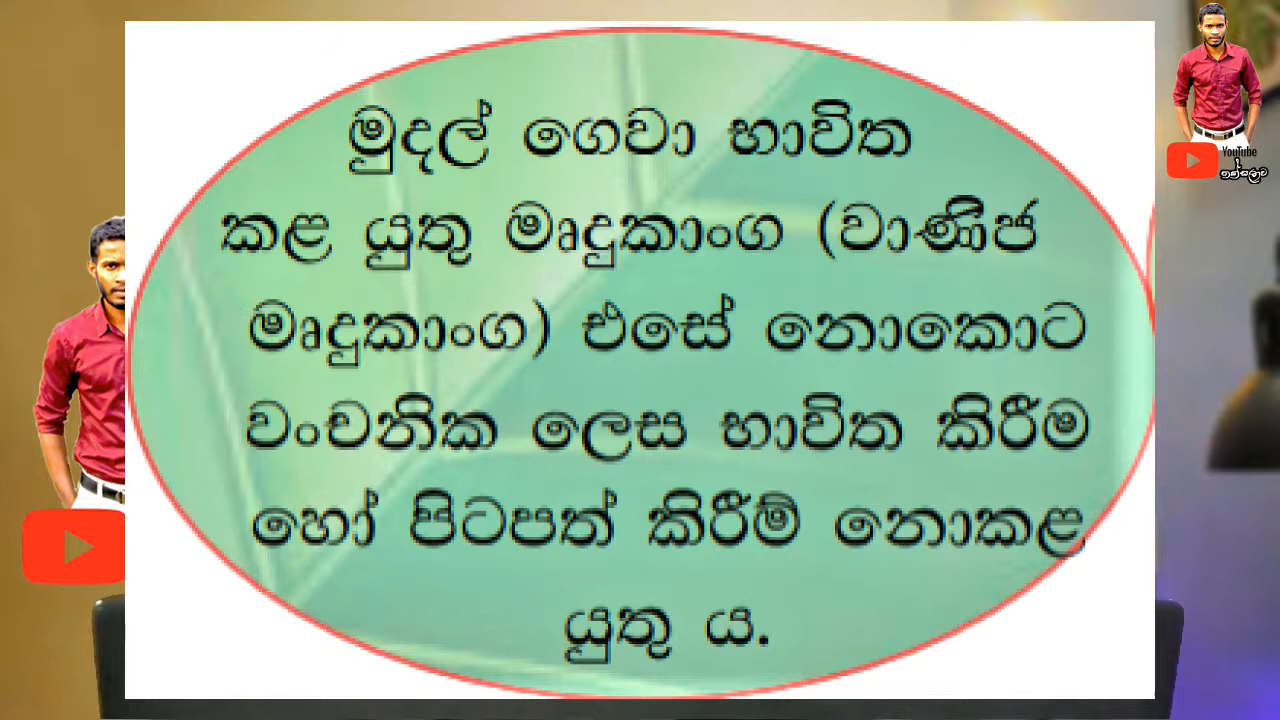 මුදල් ගෙවා භාවිත
කළ යුතු මෘදුකාංග (වාණිජ
මෘදුකාංග) එසේ නොකොට
වංචනික ලෙස භාවිත කිරීම
හෝ පිටපත් කිරීම් නොකළ
යුතු ය.
YouTube